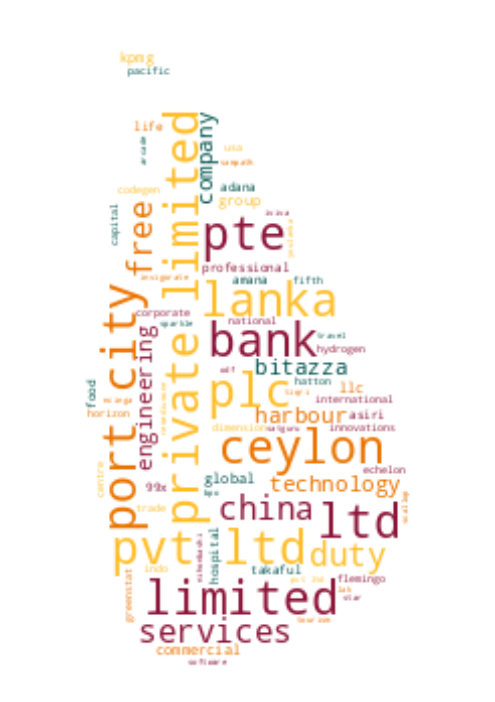 kpmg
pacific
private limited
company
life
usa
sampath
codegen
adana
group
capital
free
pte
professional
amana
fifth
invigorate
lanka
port city
corporate
sparkle
national
engineering
bank
travel
hydrogen
bitazza
hatton
plc
llc
food
international
horizon
harbour
asiri
dimension
innovations
ceylon
echelon
centre
global
technology
99x
trade
china
ltd
pvt ltd
duty
hospital
indo
takaful
flemingo
greenstat
limited
lab
star
services
tourism
commercial
software